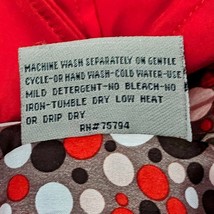 MACHINE WASH SEPARATELY ON GENTLE
CYCLE-OR HAND WASH-COLD WATER-USE
MILD DETERGENT-NO BLEACH-NO
IRON-TUMBLE DRY LOW HEAT
OR DRIP DRY
RN#75794